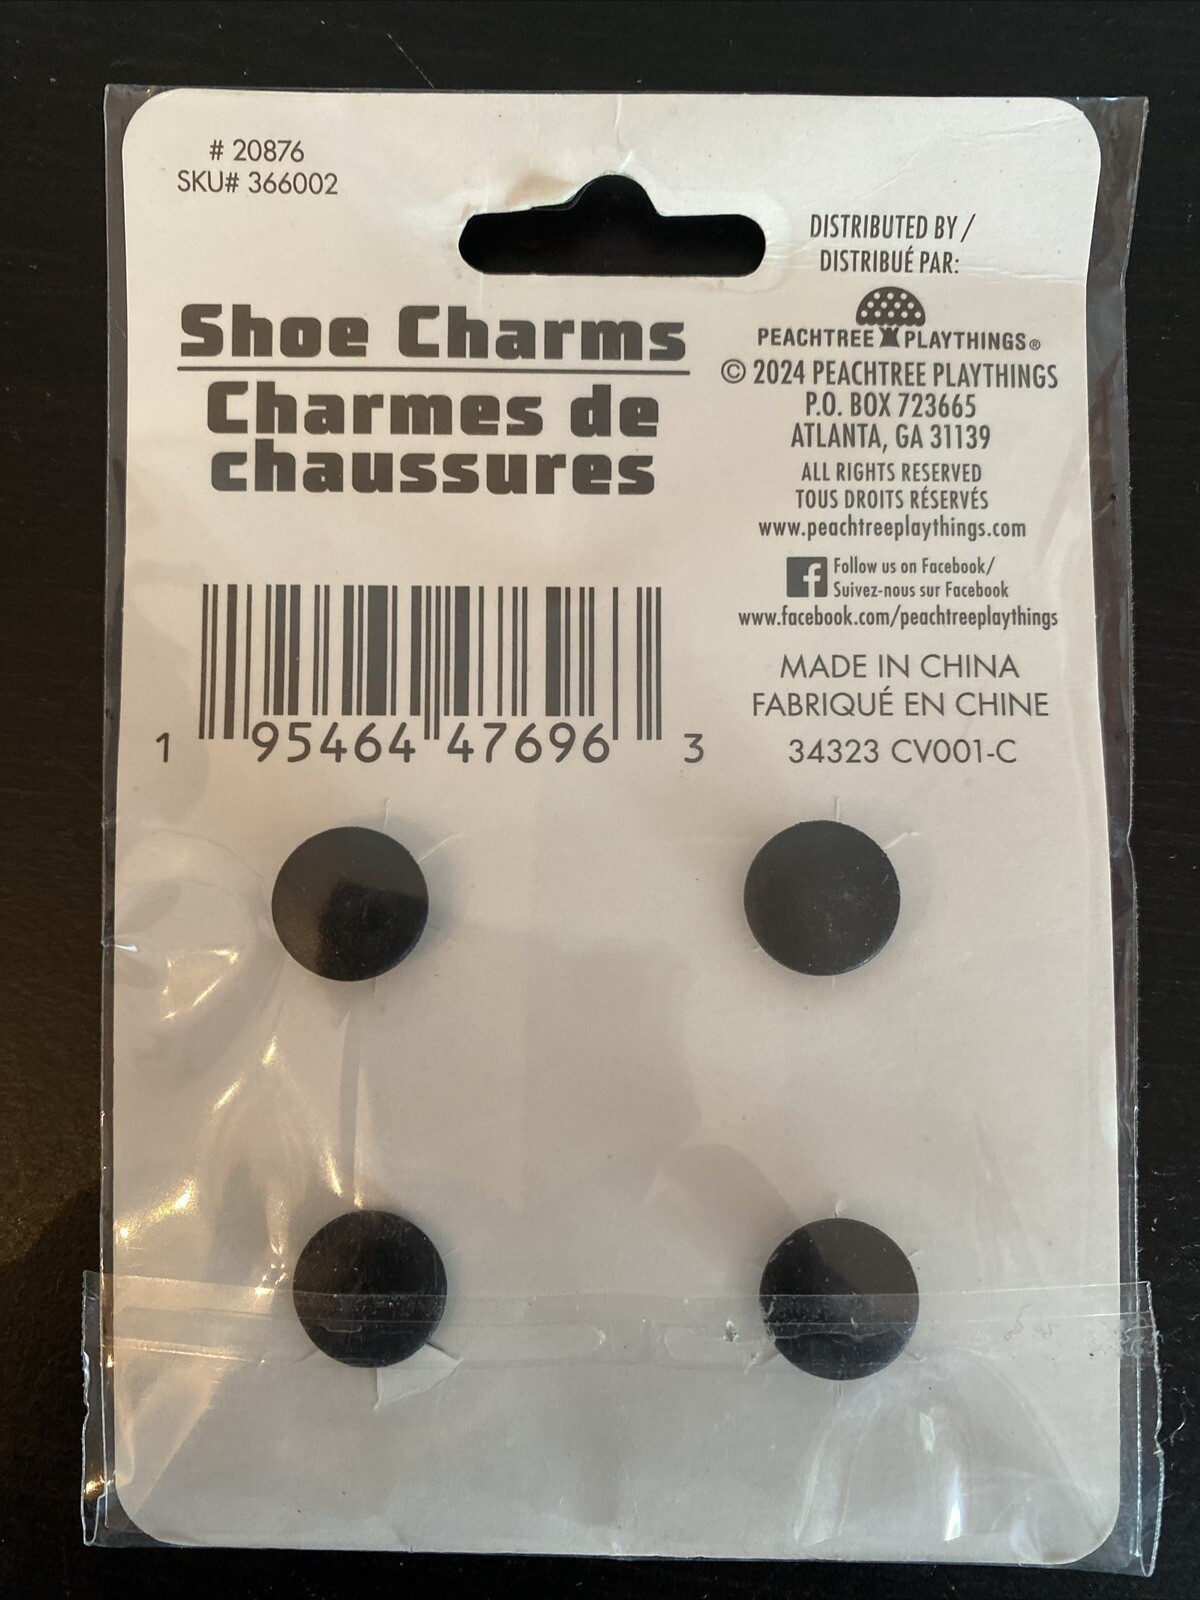 # 20876
SKU# 366002
Shoe Charms
Charmes de
chaussures
1 95464 47696 3
DISTRIBUTED BY /
DISTRIBUÉ PAR:
PEACHTREE PLAYTHINGS®
© 2024 PEACHTREE PLAYTHINGS
P.O. BOX 723665
ATLANTA, GA 31139
ALL RIGHTS RESERVED
TOUS DROITS RÉSERVÉS
www.peachtreeplaythings.com
f
Follow us on Facebook/
Suivez-nous sur Facebook
www.facebook.com/peachtreeplaythings
MADE IN CHINA
FABRIQUÉ EN CHINE
34323 CV001-C